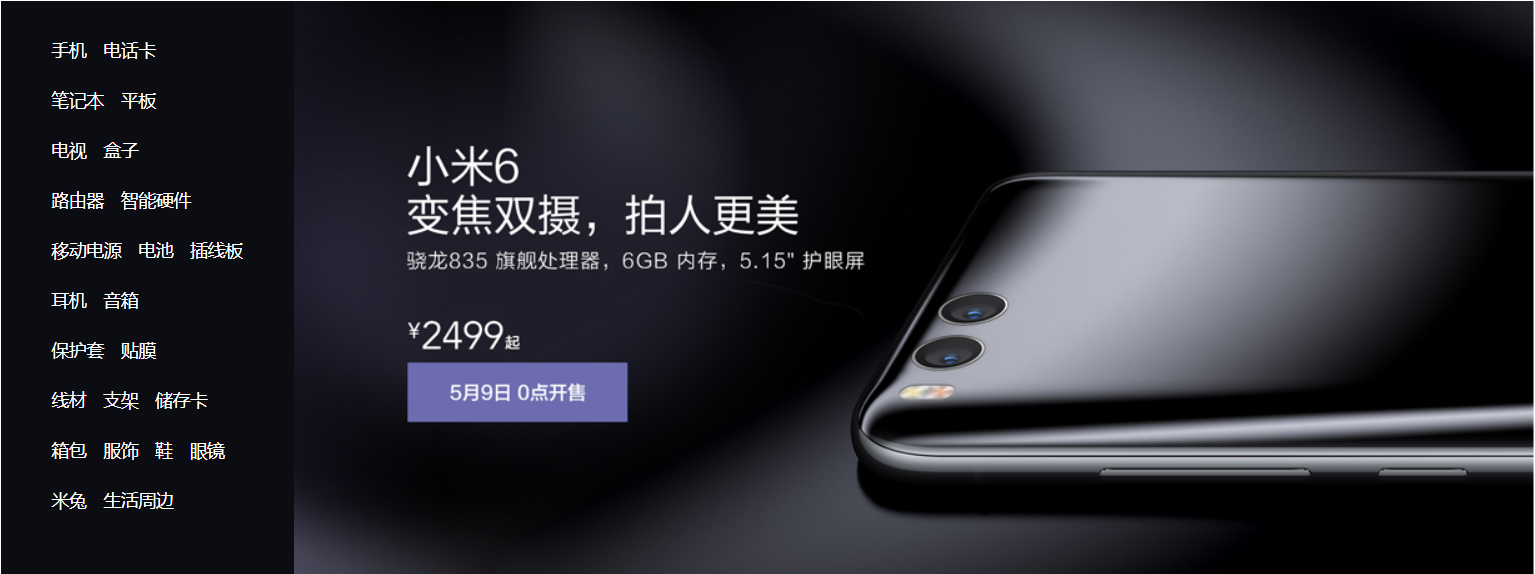 手机 电话卡
笔记本 平板
电视 盒子
路由器 智能硬件
移动电源 电池 插线板
耳机 音箱
保护套 贴膜
线材 支架 储存卡
箱包 服饰 鞋 眼镜
米兔 生活周边
小米6
变焦双摄，拍人更美
骁龙835 旗舰处理器，6GB 内存，5.15" 护眼屏
¥2499起
5月9日 0点开售